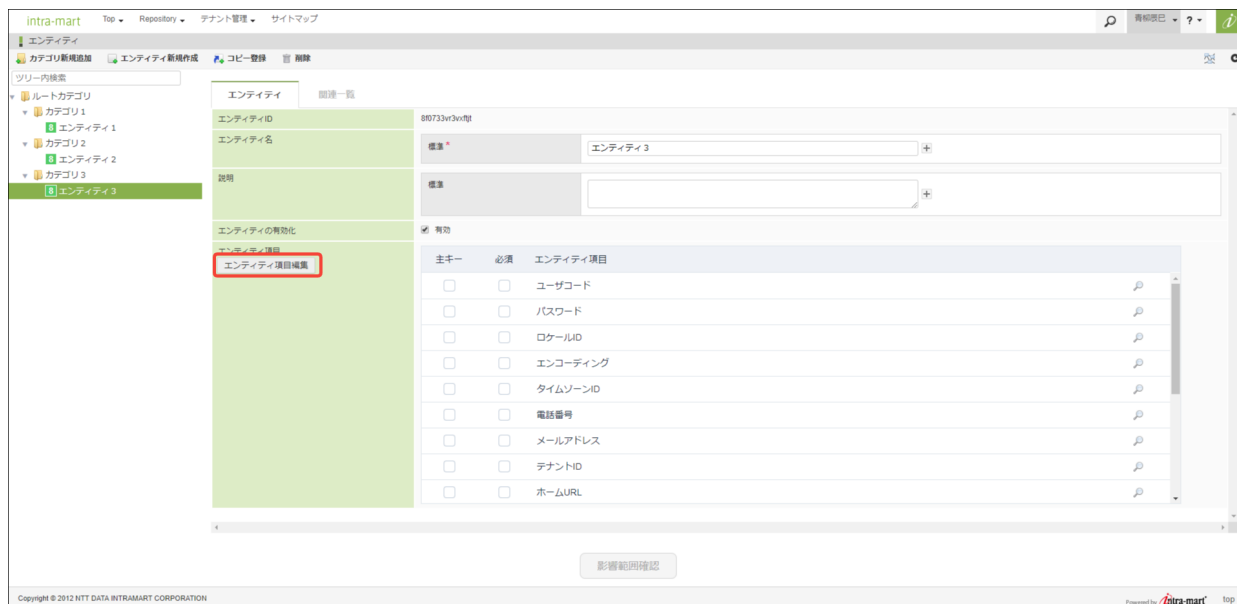 intra-mart Top Repository テナント管理 サイトマップ 青柳辰巳 ?
エンティティ
カテゴリ新規追加 エンティティ新規作成 コピー登録 削除
ツリー内検索
ルートカテゴリ
カテゴリ1
エンティティ1
カテゴリ2
エンティティ2
カテゴリ3
エンティティ3
エンティティ 関連一覧
エンティティID 8f0733vr3vxftjt
エンティティ名 標準 * エンティティ3 +
説明 標準 +
エンティティの有効化 有効
エンティティ項目
エンティティ項目編集
主キー 必須 エンティティ項目
ユーザコード
パスワード
ロケールID
エンコーディング
タイムゾーンID
電話番号
メールアドレス
テナントID
ホームURL
影響範囲確認
Copyright © 2012 NTT DATA INTRAMART CORPORATION Powered by intra-mart top